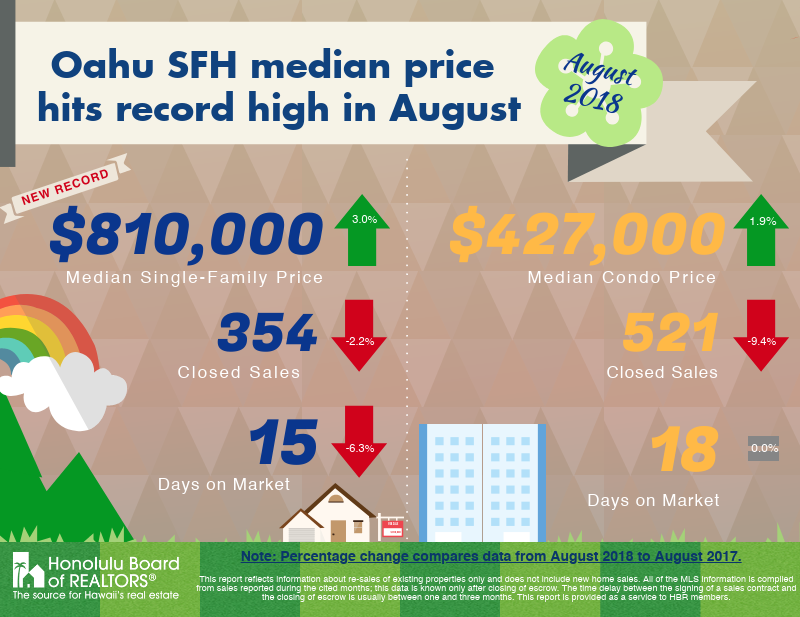 Oahu SFH median price
hits record high in August
August
2018
NEW RECORD
$810,000
3.0%
Median Single-Family Price
354
-2.2%
Closed Sales
15
-6.3%
Days on Market
$427,000
1.9%
Median Condo Price
521
-9.4%
Closed Sales
18
0.0%
Days on Market
Honolulu Board
of REALTORS®
The source for Hawaii's real estate
Note: Percentage change compares data from August 2018 to August 2017.
This report reflects information about re-sales of existing properties only and does not include new home sales. All of the MLS information is compiled
from sales reported during the cited months; this data is known only after closing of escrow. The time delay between the signing of a sales contract and
the closing of escrow is usually between one and three months. This report is provided as a service to HBR members.